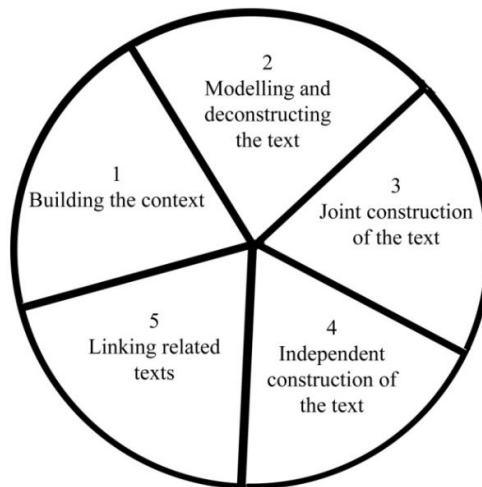 1
Building the context
2
Modelling and
deconstructing
the text
3
Joint construction
of the text
4
Independent
construction of
the text
5
Linking related
texts